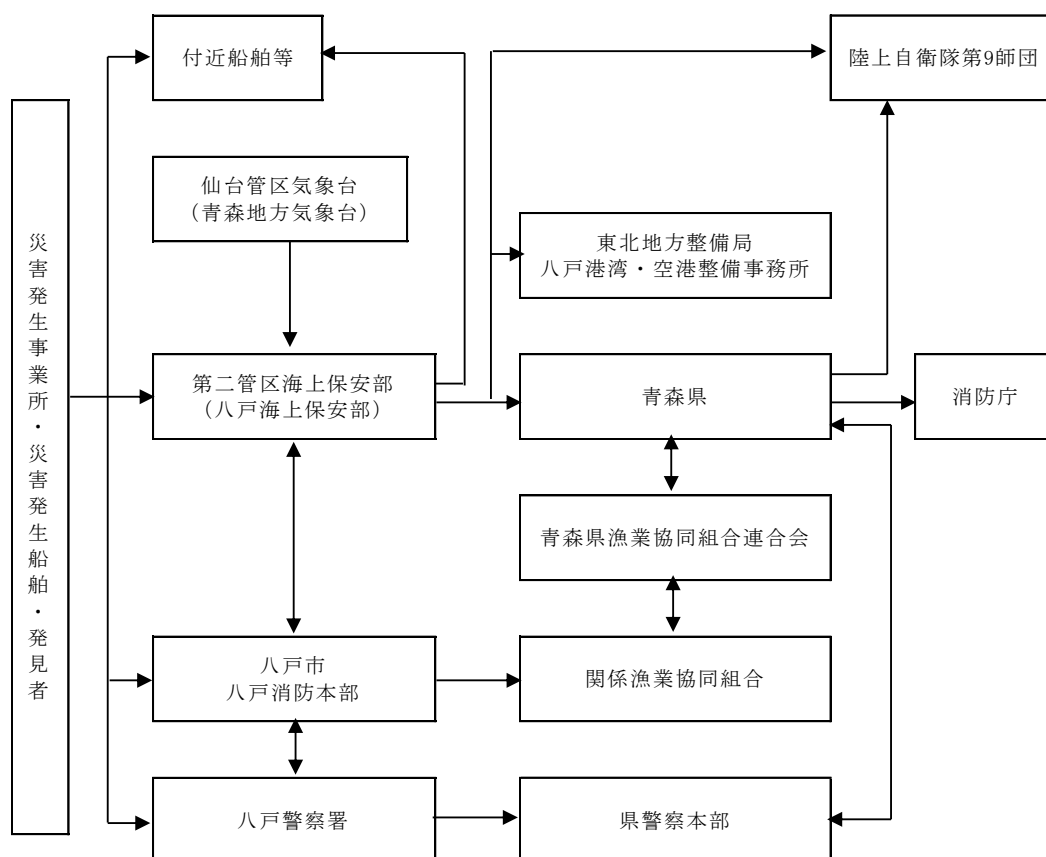 付近船舶等
陸上自衛隊第9師団
仙台管区気象台
(青森地方気象台)
東北地方整備局
八戸港湾・空港整備事務所
災害発生事業所・災害発生船舶・発見者
第二管区海上保安部
(八戸海上保安部)
青森県
消防庁
青森県漁業協同組合連合会
八戸市
八戸消防本部
関係漁業協同組合
八戸警察署
県警察本部